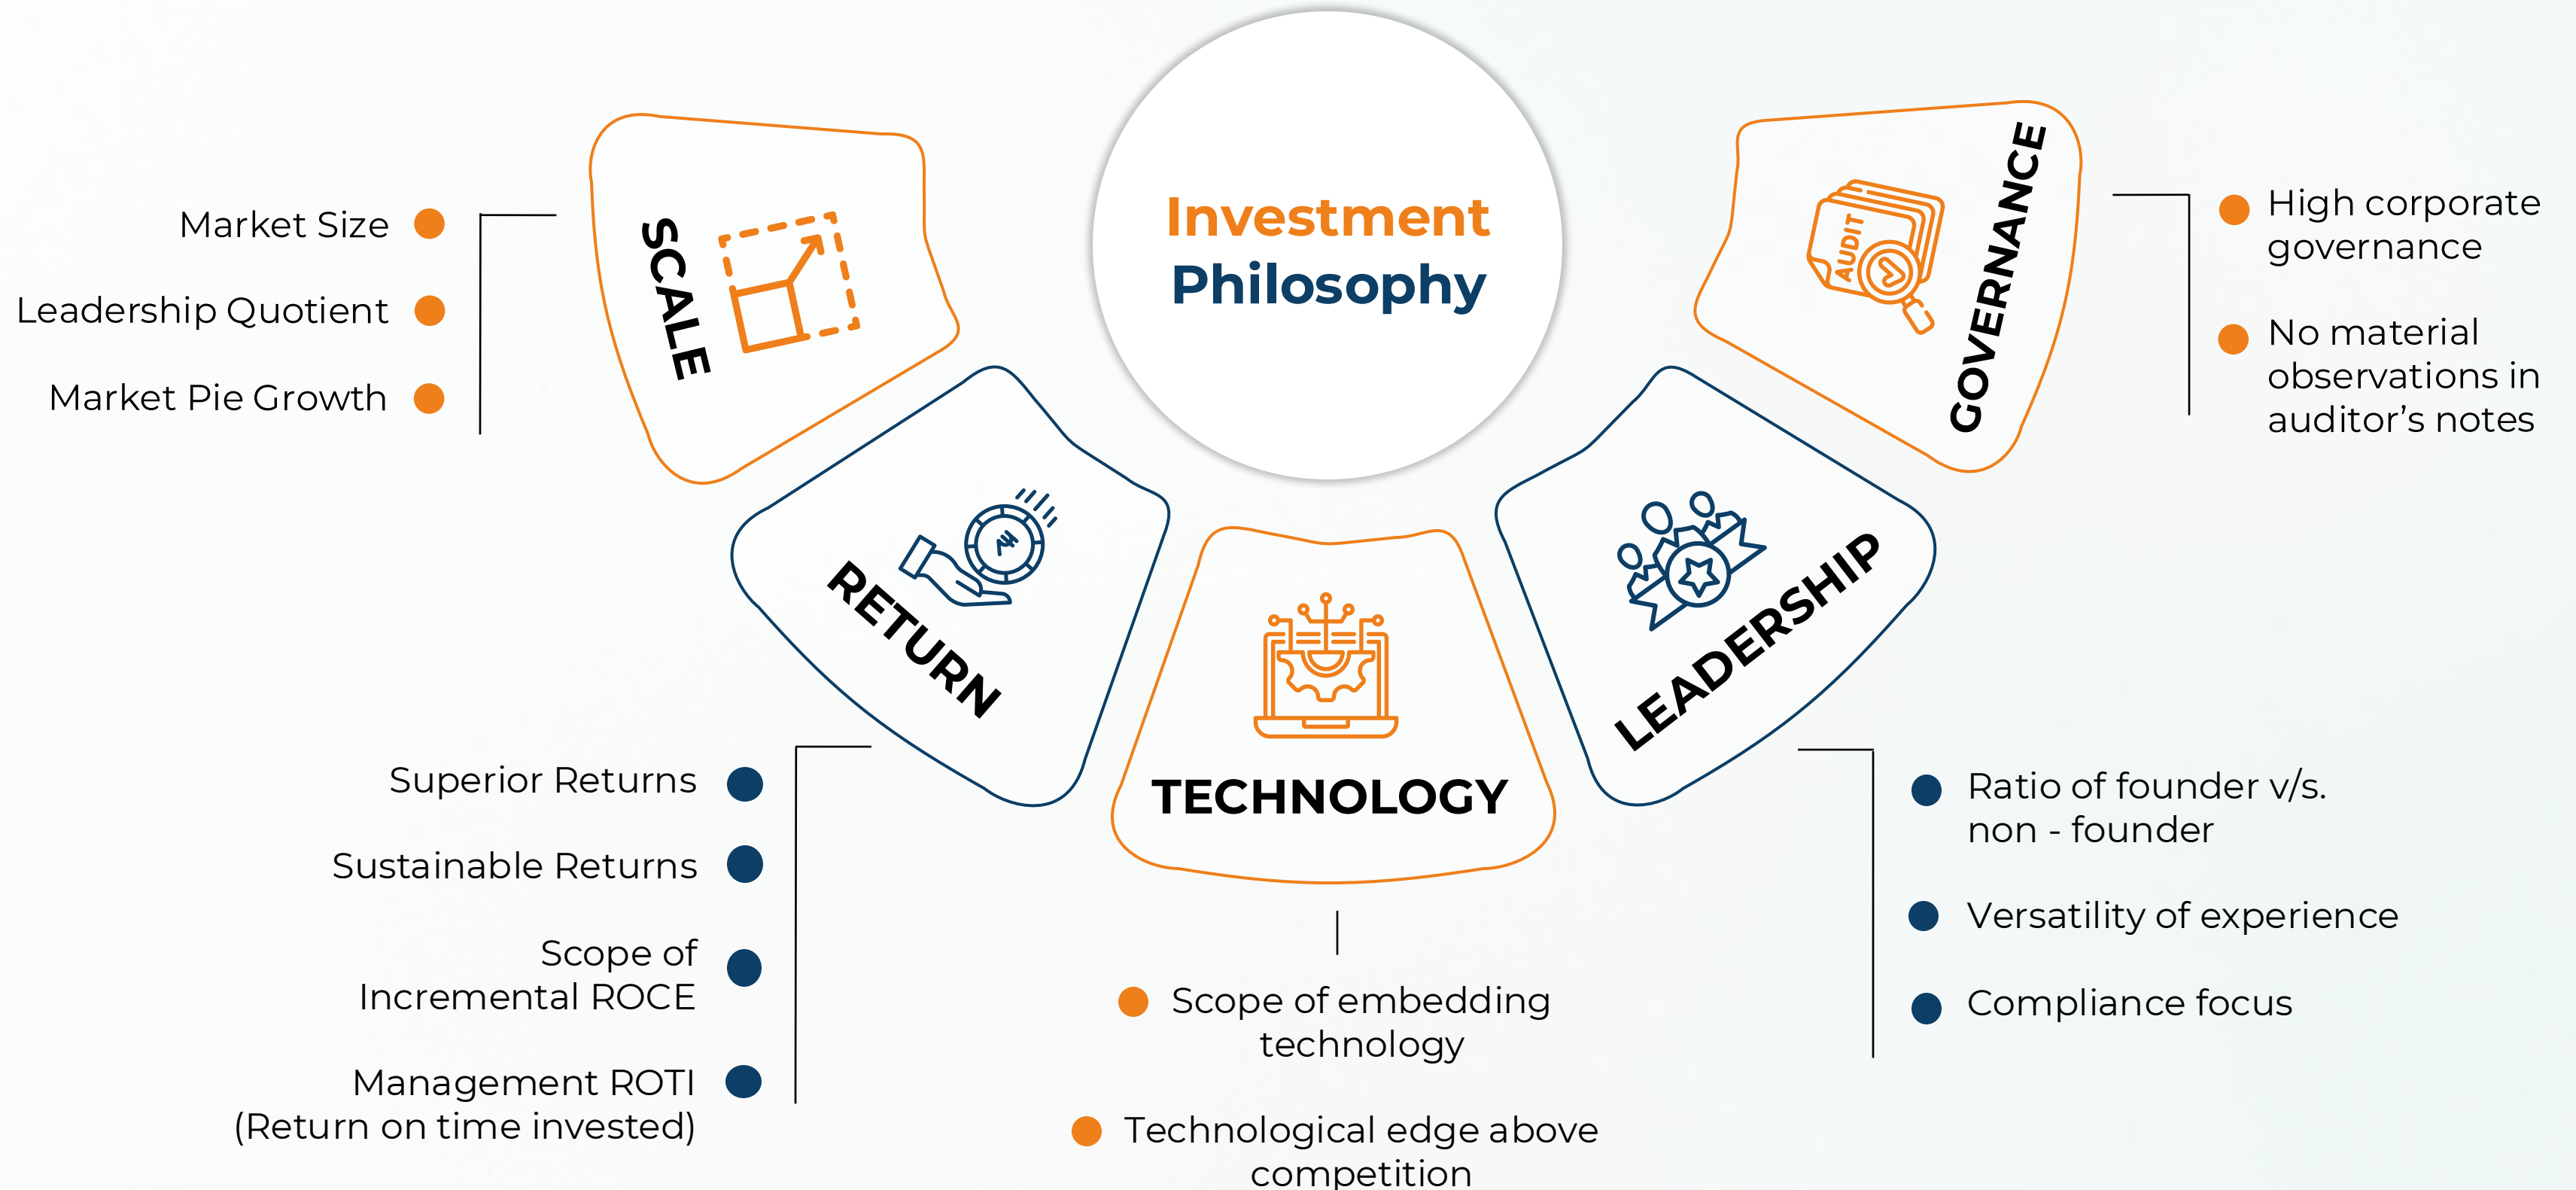 Investment
Philosophy
SCALE
Market Size
Leadership Quotient
Market Pie Growth
RETURN
Superior Returns
Sustainable Returns
Scope of
Incremental ROCE
Management ROTI
(Return on time invested)
TECHNOLOGY
Scope of embedding
technology
Technological edge above
competition
LEADERSHIP
Ratio of founder v/s.
non - founder
Versatility of experience
Compliance focus
GOVERNANCE
AUDIT
High corporate
governance
No material
observations in
auditor’s notes